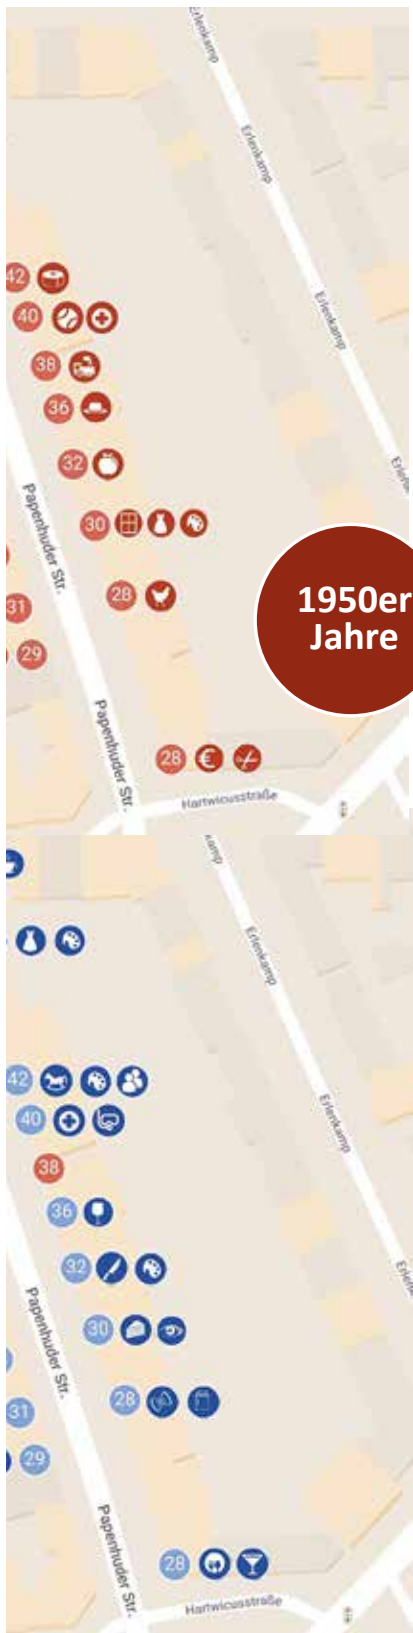 Erlenkamp
Erlenkamp
42
40
Erlenkamp
38
36
32
Papenhuder Str.
30
1950er
Jahre
28
31
29
Papenhuder Str.
28
€
Hartwicusstraße
Erlenkamp
42
40
Erlenkamp
38
36
32
Papenhuder Str.
30
28
31
29
Papenhuder Str.
28
Hartwicusstraße